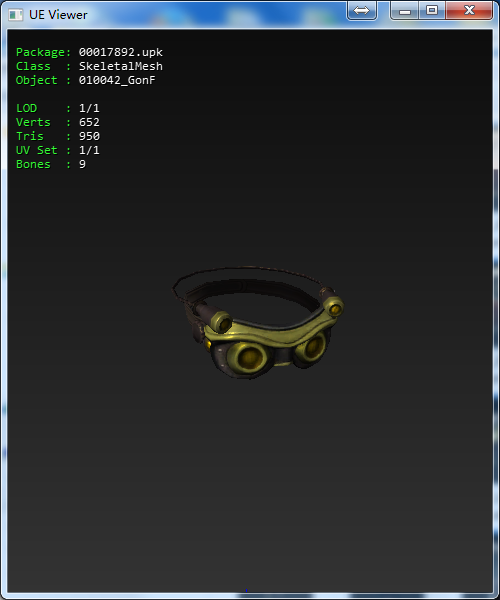 UE Viewer
Package: 00017892.upk
Class : SkeletalMesh
Object : 010042_GonF
LOD : 1/1
Verts : 652
Tris : 950
UV Set : 1/1
Bones : 9